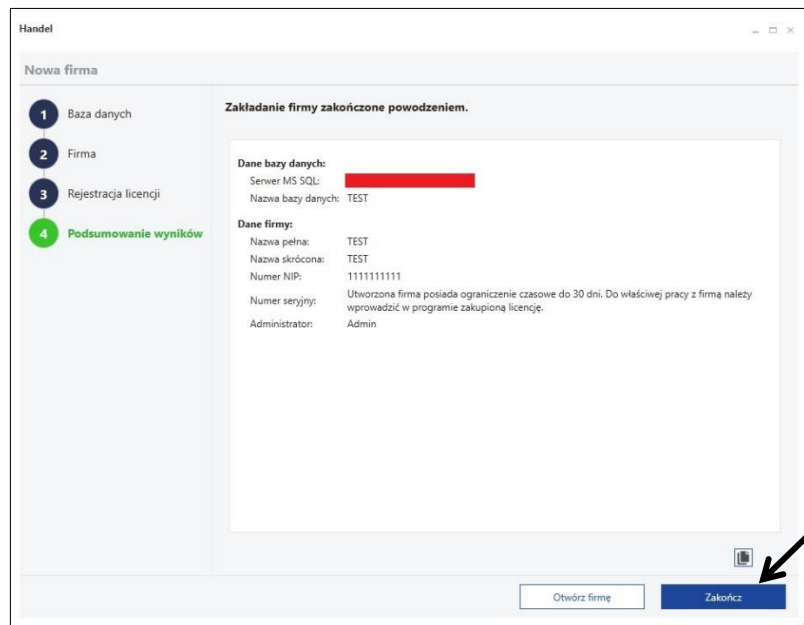 Handel
Nowa firma
1 Baza danych
2 Firma
3 Rejestracja licencji
4 Podsumowanie wyników
Zakładanie firmy zakończone powodzeniem.
Dane bazy danych:
Serwer MS SQL:
Nazwa bazy danych: TEST
Dane firmy:
Nazwa pełna: TEST
Nazwa skrócona: TEST
Numer NIP: 1111111111
Numer seryjny: Utworzona firma posiada ograniczenie czasowe do 30 dni. Do właściwej pracy z firmą należy
wprowadzić w programie zakupioną licencję.
Administrator: Admin
Otwórz firmę
Zakończ